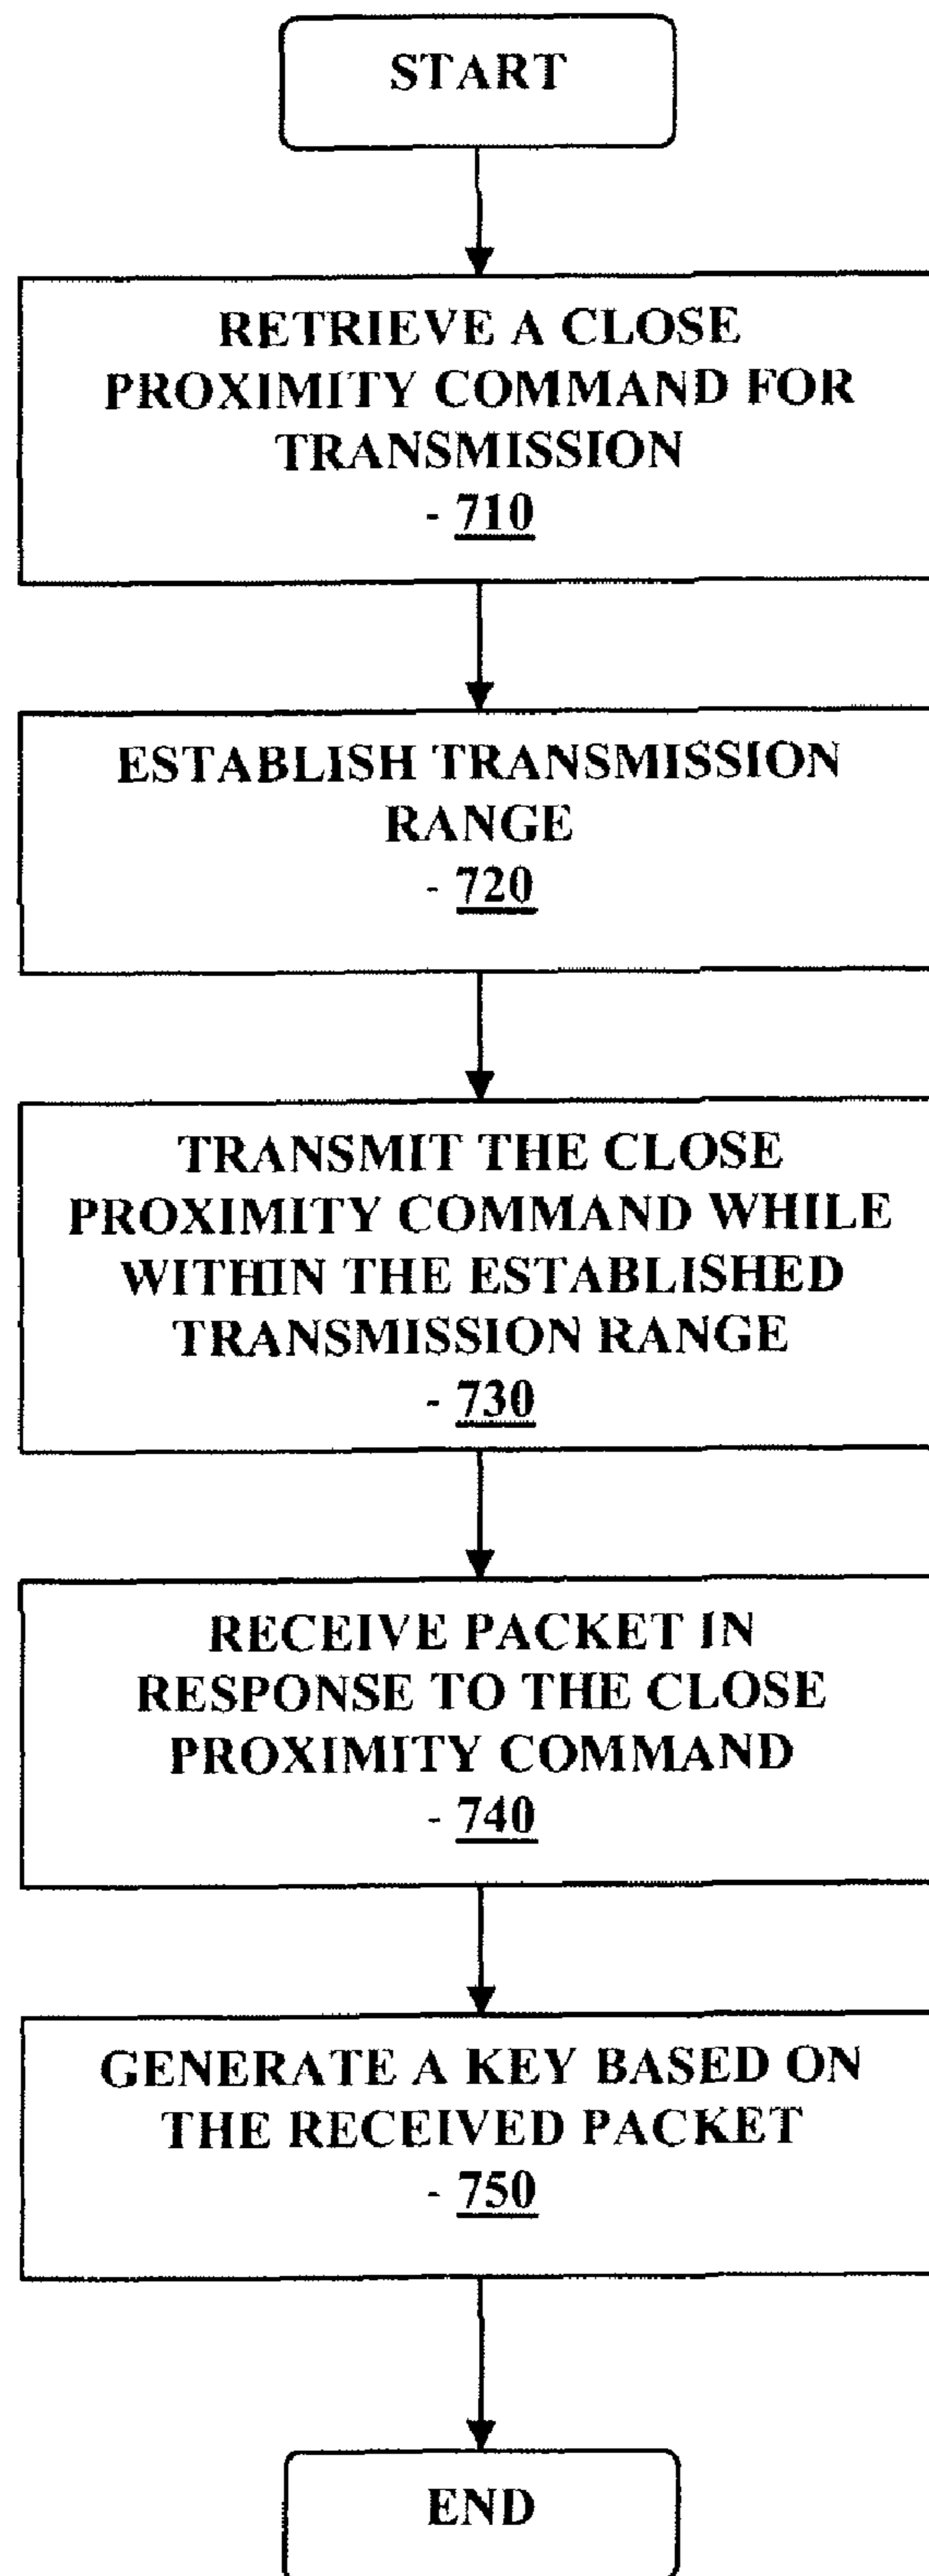 START
RETRIEVE A CLOSE
PROXIMITY COMMAND FOR
TRANSMISSION
- 710
ESTABLISH TRANSMISSION
RANGE
- 720
TRANSMIT THE CLOSE
PROXIMITY COMMAND WHILE
WITHIN THE ESTABLISHED
TRANSMISSION RANGE
- 730
RECEIVE PACKET IN
RESPONSE TO THE CLOSE
PROXIMITY COMMAND
- 740
GENERATE A KEY BASED ON
THE RECEIVED PACKET
- 750
END